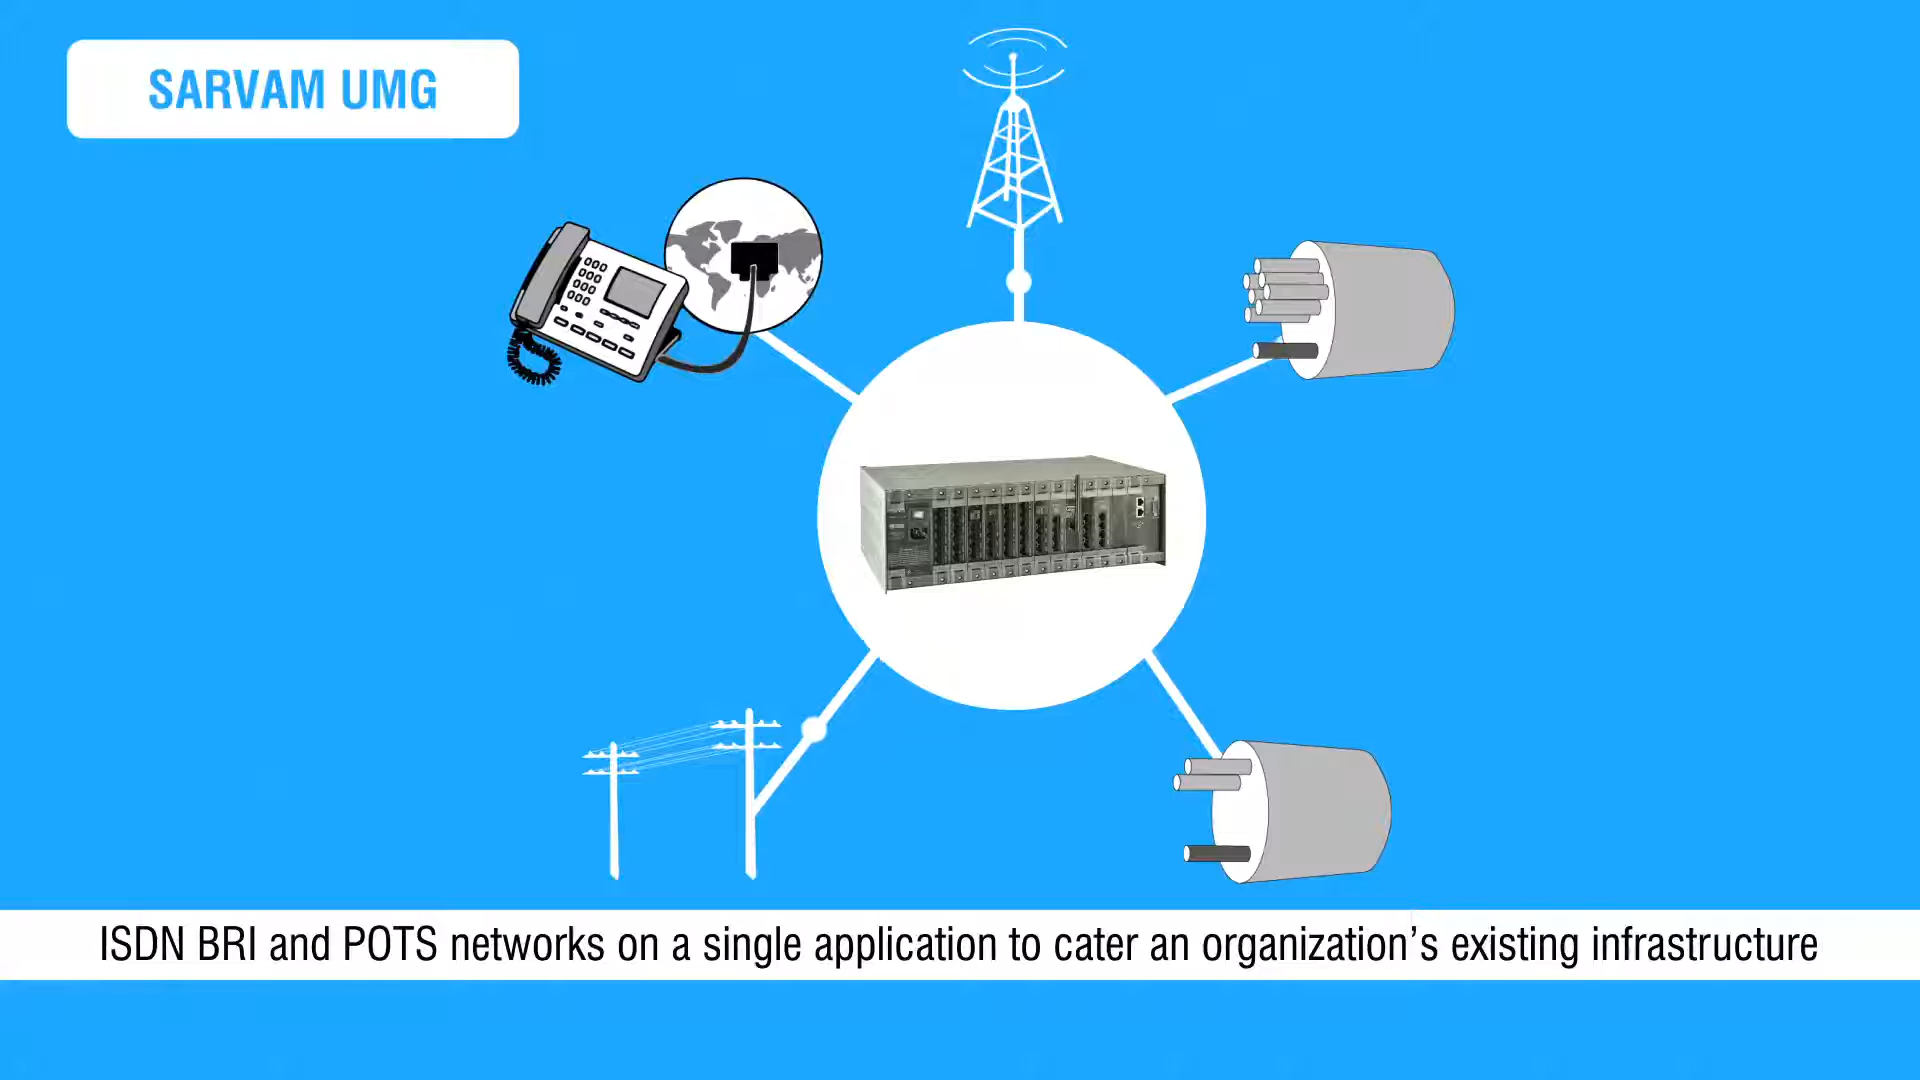 SARVAM UMG
ISDN BRI and POTS networks on a single application to cater an organization’s existing infrastructure